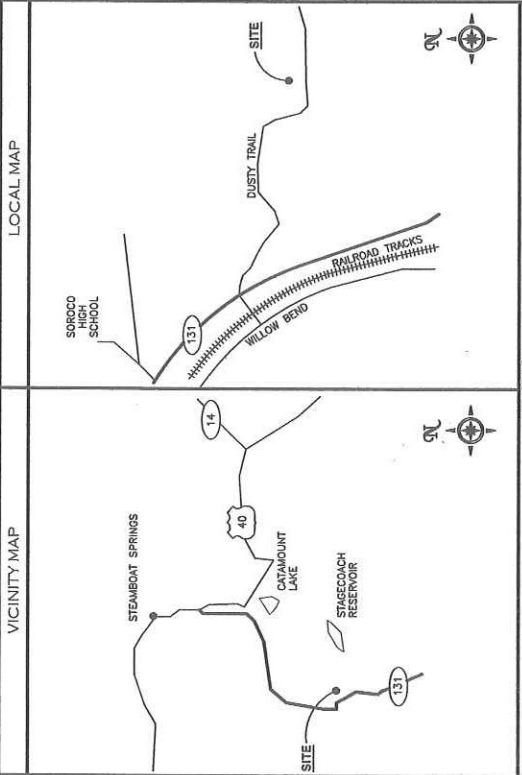 VICINITY MAP
STEAMBOAT SPRINGS
14
40
CATAMOUNT
LAKE
STAGECOACH
RESERVOIR
SITE
131
N
LOCAL MAP
SOROCO
HIGH
SCHOOL
131
DUSTY TRAIL
SITE
RAILROAD TRACKS
WILLOW BEND
N